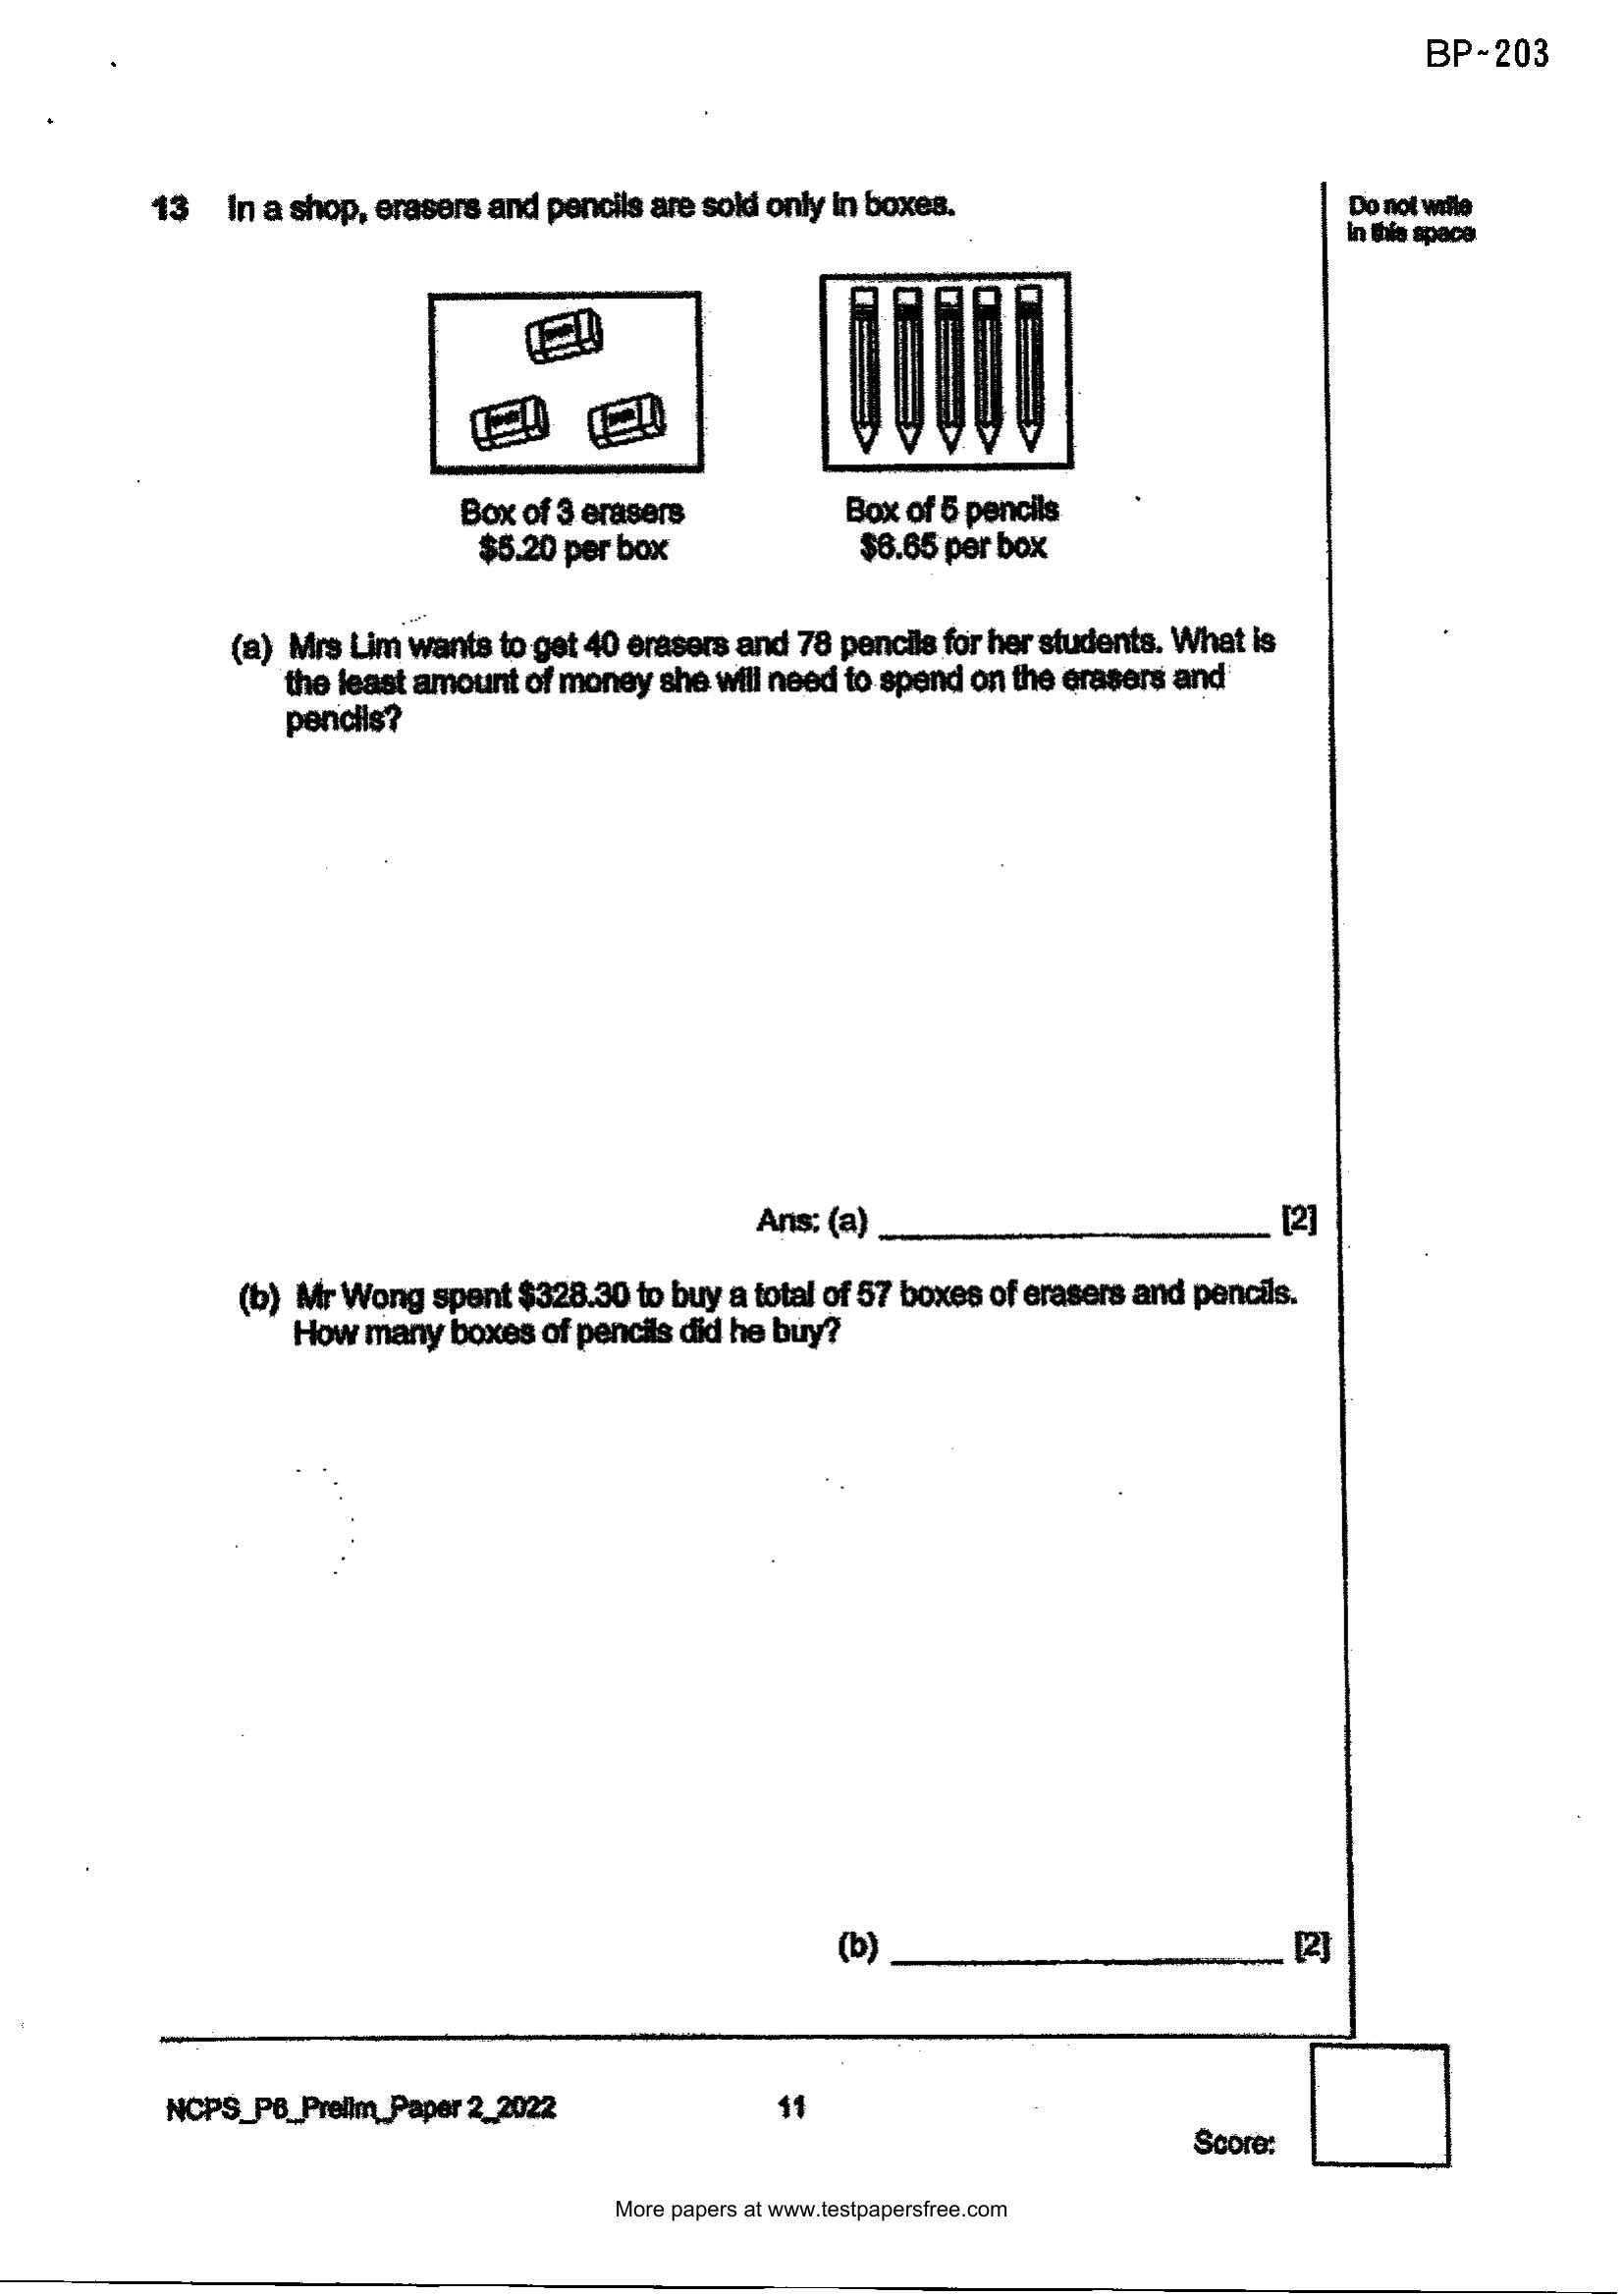 BP-203
13 In a shop, erasers and pencils are sold only in boxes.
Do not write
in this space
Box of 3 erasers
$5.20 per box
Box of 5 pencils
$6.65 per box
(a) Mrs Lim wants to get 40 erasers and 78 pencils for her students. What is
the least amount of money she will need to spend on the erasers and
pencils?
Ans: (a) [2]
(b) Mr Wong spent $328.30 to buy a total of 57 boxes of erasers and pencils.
How many boxes of pencils did he buy?
(b) [2]
NCPS_P6_Prelim_Paper 2_2022
11
Score:
More papers at www.testpapersfree.com